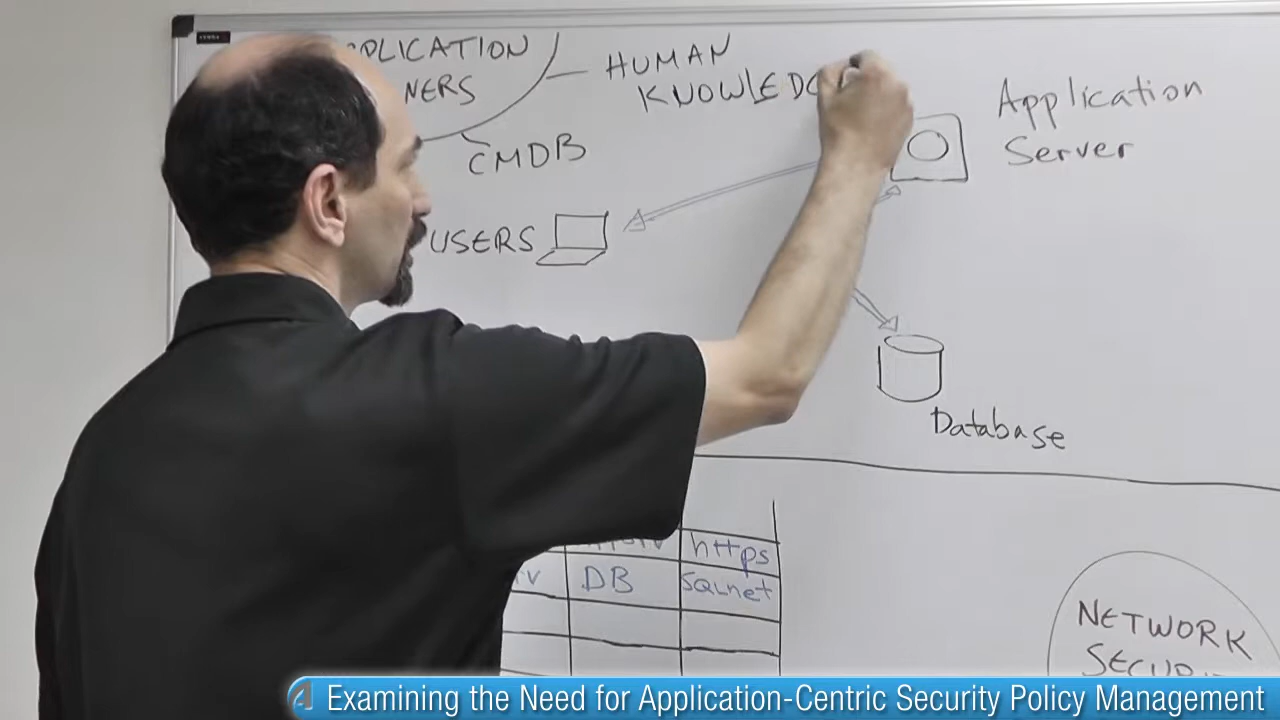 HUMAN
KNOWLEDG
CMDB
Application
Server
USERS
Database
https
DB
SQLnet
NETWORK
Examining the Need for Application-Centric Security Policy Management